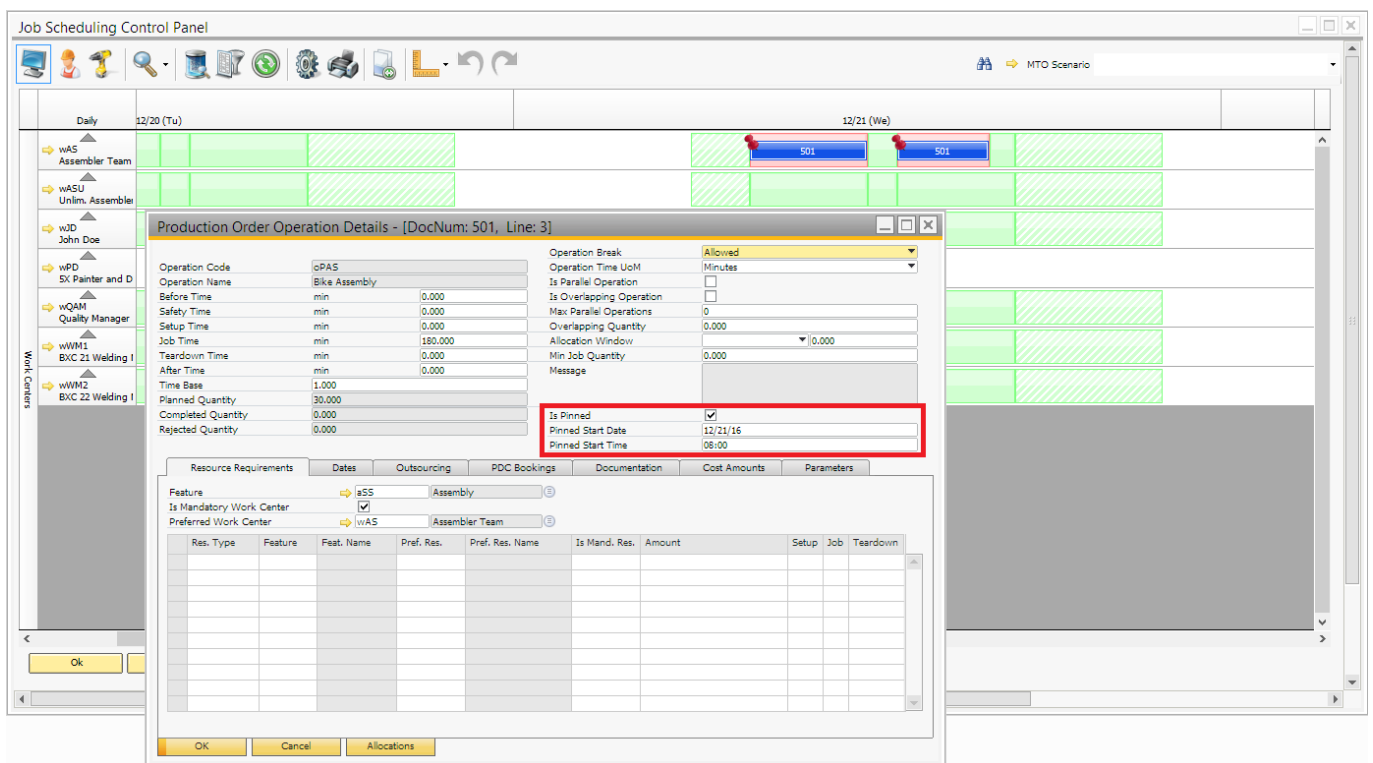 Job Scheduling Control Panel
MTO Scenario
Daily
12/20 (Tu)
12/21 (We)
wAS
Assembler Team
501
501
wASU
Unlim. Assembler
wJD
John Doe
wPD
5X Painter and D
wQAM
Quality Manager
wWM1
BXC 21 Welding
wWM2
BXC 22 Welding
Work Centers
Ok
Production Order Operation Details - [DocNum: 501, Line: 3]
Operation Break Allowed
Operation Code oPAS Operation Time UoM Minutes
Operation Name Bike Assembly Is Parallel Operation
Before Time min 0.000 Is Overlapping Operation
Safety Time min 0.000 Max Parallel Operations 0
Setup Time min 0.000 Overlapping Quantity 0.000
Job Time min 180.000 Allocation Window 0.000
Teardown Time min 0.000 Min Job Quantity 0.000
After Time min 0.000 Message
Time Base 1.000
Planned Quantity 30.000
Completed Quantity 0.000 Is Pinned
Rejected Quantity 0.000 Pinned Start Date 12/21/16
Pinned Start Time 08:00
Resource Requirements Dates Outsourcing PDC Bookings Documentation Cost Amounts Parameters
Feature aSS Assembly
Is Mandatory Work Center
Preferred Work Center wAS Assembler Team
Res. Type Feature Feat. Name Pref. Res. Pref. Res. Name Is Mand. Res. Amount Setup Job Teardown
OK Cancel Allocations